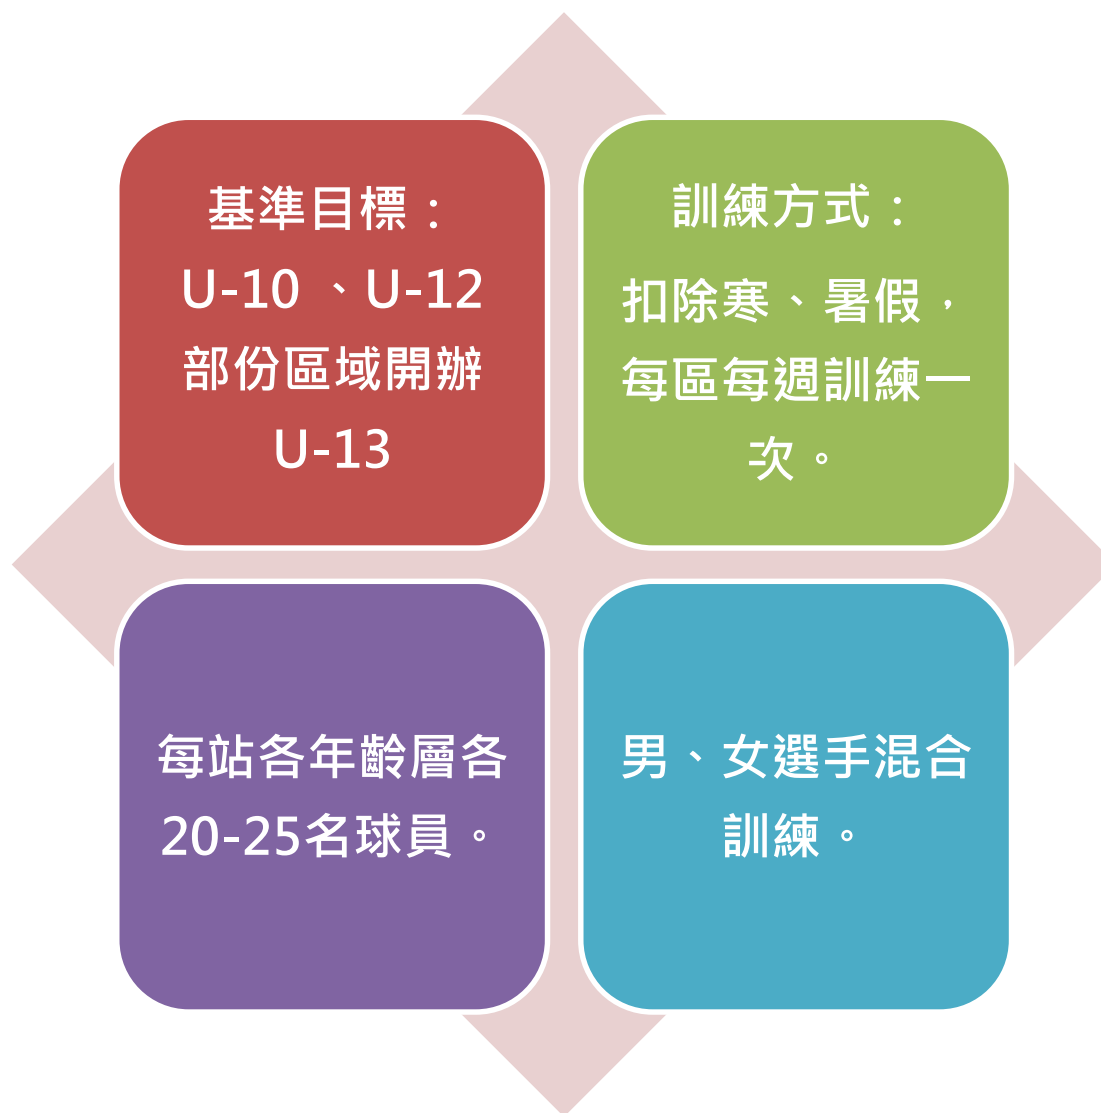 基準目標：
U-10 、U-12
部份區域開辦
U-13
訓練方式：
扣除寒、暑假，
每區每週訓練一
次。
每站各年齡層各
20-25名球員。
男、女選手混合
訓練。